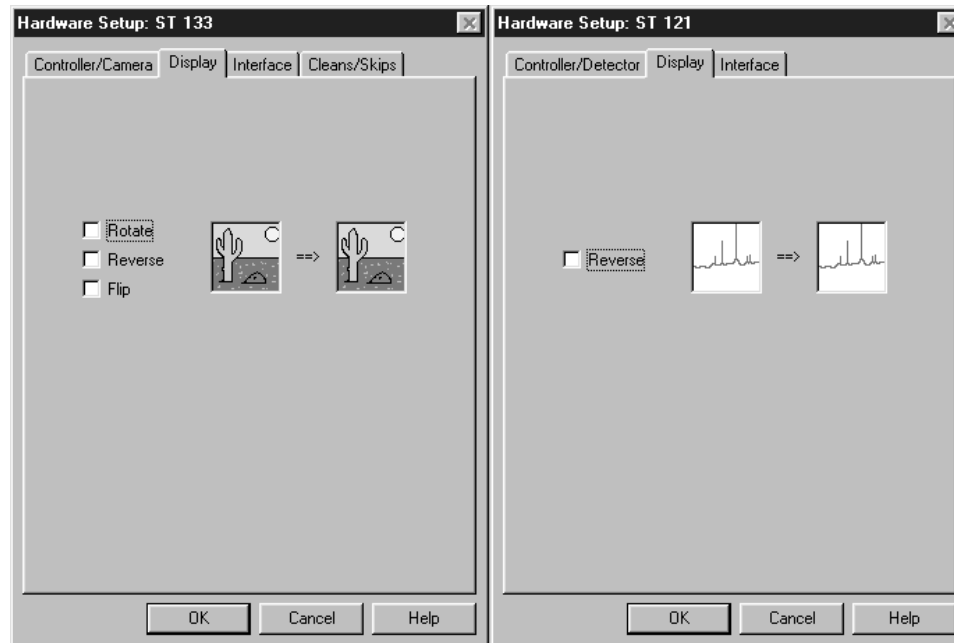 Hardware Setup: ST 133
Controller/Camera Display Interface Cleans/Skips
Rotate
Reverse
==>
Flip
OK Cancel Help
Hardware Setup: ST 121
Controller/Detector Display Interface
Reverse
==>
OK Cancel Help